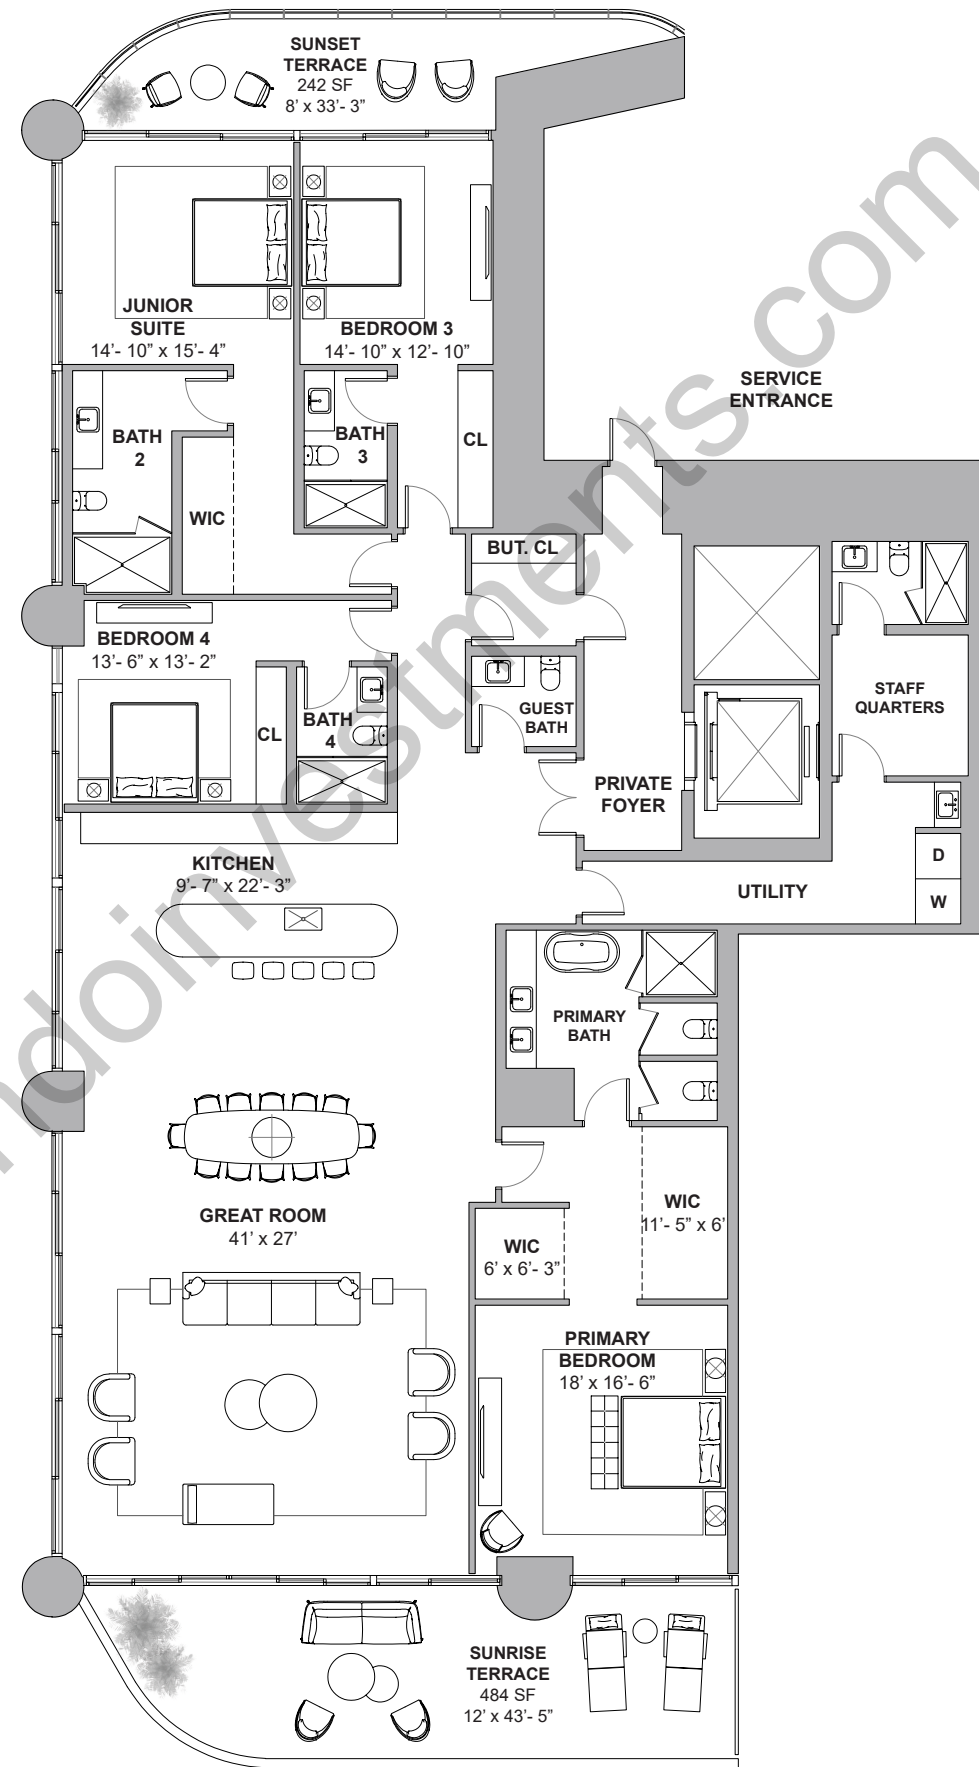 SUNSET
TERRACE
242 SF
8' x 33'- 3”
JUNIOR
SUITE
14'- 10” x 15'- 4”
BEDROOM 3
14'- 10” x 12'- 10”
SERVICE
ENTRANCE
BATH
2
BATH
3
CL
WIC
BUT. CL
BEDROOM 4
13'- 6” x 13'- 2”
STAFF
QUARTERS
GUEST
BATH
BATH
4
CL
PRIVATE
FOYER
KITCHEN
9'- 7” x 22'- 3”
D
UTILITY
W
PRIMARY
BATH
GREAT ROOM
41' x 27'
WIC
11'- 5” x 6'
WIC
6' x 6'- 3”
PRIMARY
BEDROOM
18' x 16'- 6”
SUNRISE
TERRACE
484 SF
12' x 43'- 5”
ndoinvestments.com